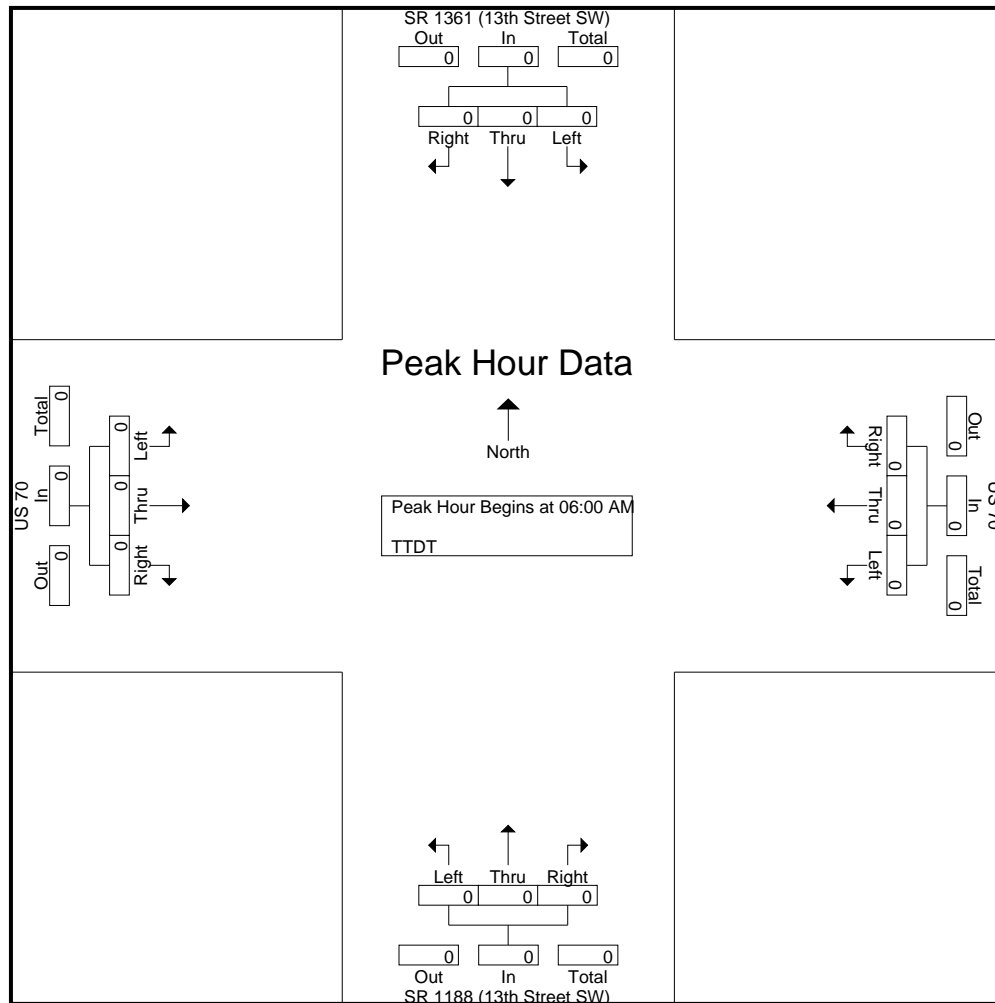 SR 1361 (13th Street SW)
Out In Total
0 0 0
0 0 0
Right Thru Left
Peak Hour Data
North
Peak Hour Begins at 06:00 AM
TTDT
US 70
Total In Out
0 0 0
0 0 0
Left Thru Right
US 70
Out In Total
0 0 0
0 0 0
Right Thru Left
Left Thru Right
0 0 0
0 0 0
Out In Total
SR 1188 (13th Street SW)